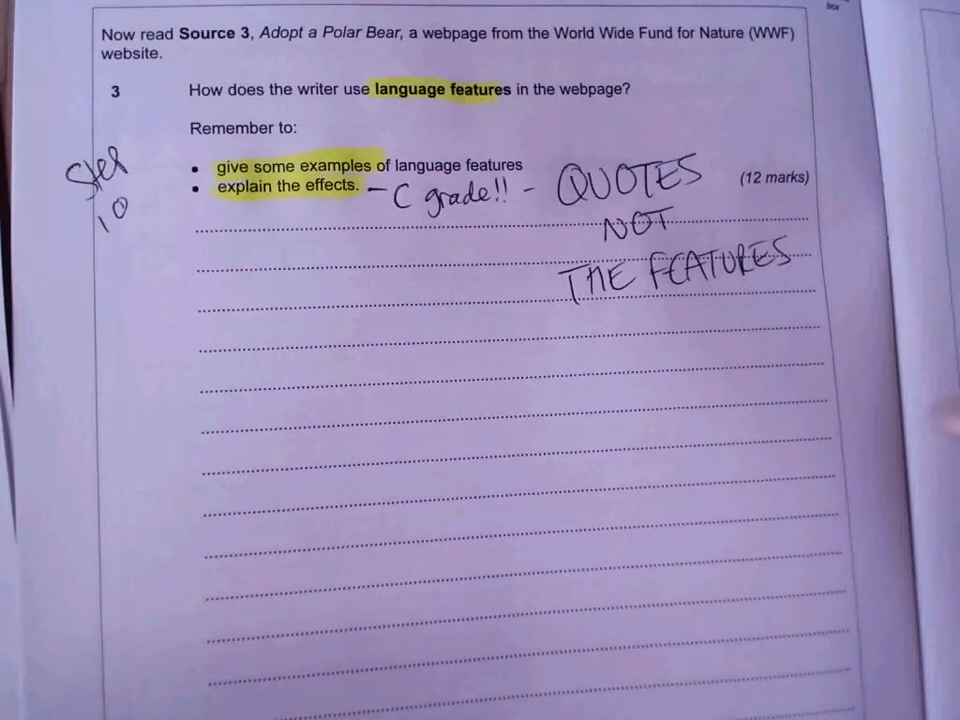 box
Now read Source 3, Adopt a Polar Bear, a webpage from the World Wide Fund for Nature (WWF)
website.
3 How does the writer use language features in the webpage?
Remember to:
• give some examples of language features
• explain the effects. - C grade!! - QUOTES
(12 marks)
NOT
THE FEATURES
10